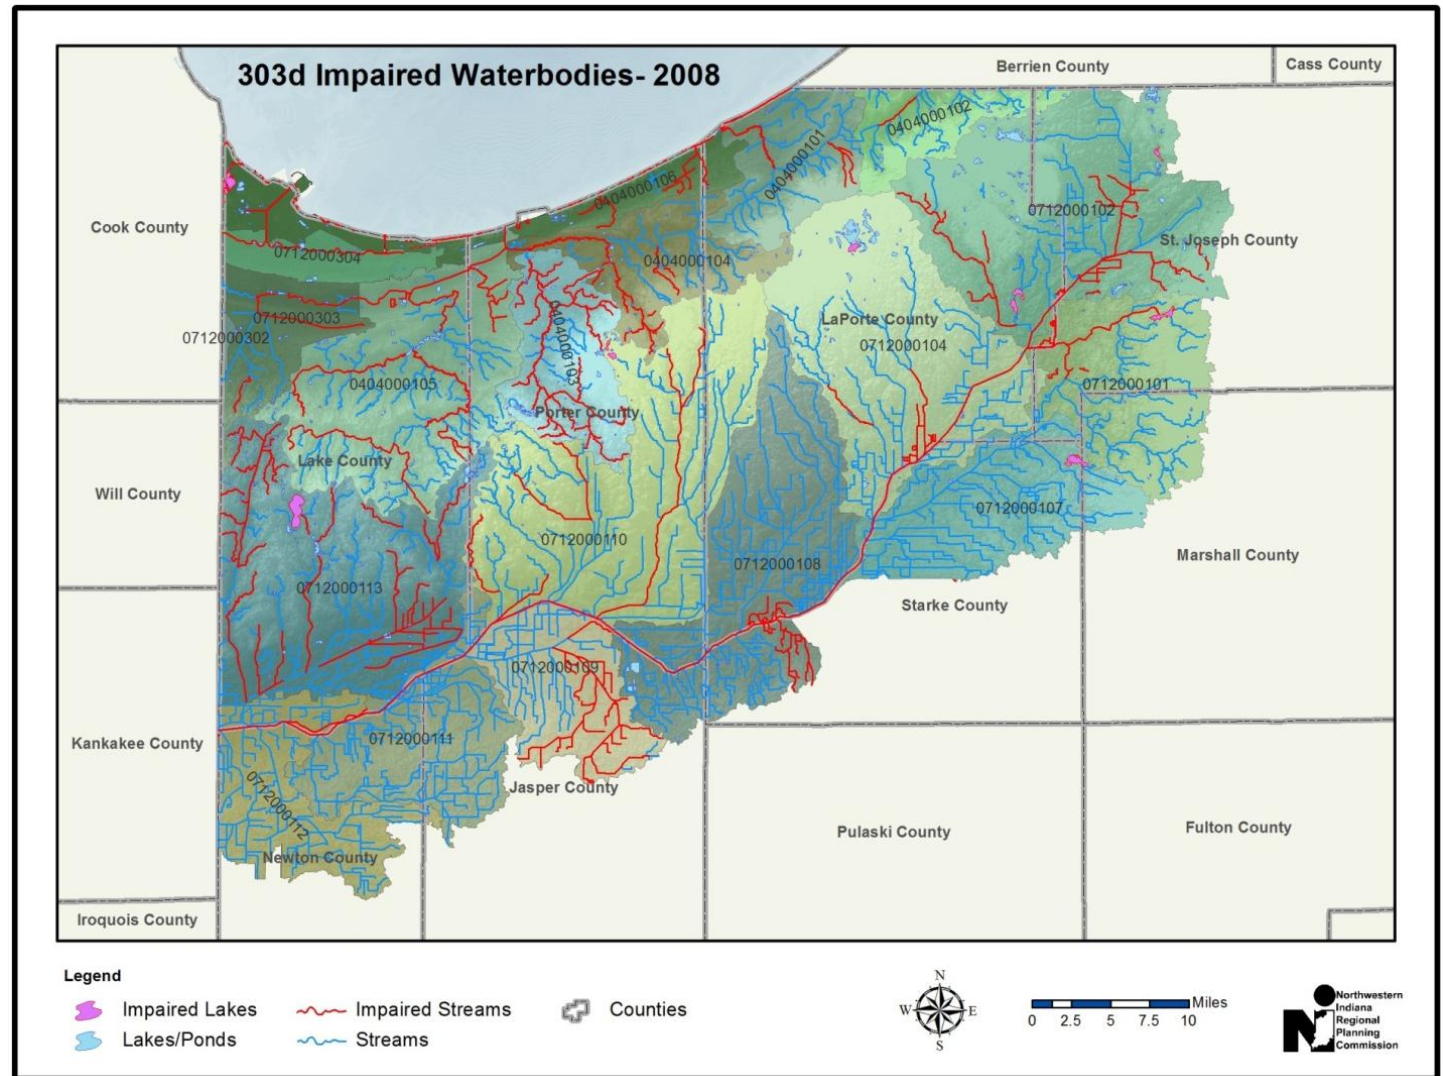 303d Impaired Waterbodies- 2008
Berrien County
Cass County
0404000102
0404000101
0404000106
0712000102
Cook County
St. Joseph County
0712000304
0404000104
0712000303
0404000103
LaPorte County
0712000302
0712000104
0404000105
0712000101
Porter County
Lake County
Will County
0712000107
0712000110
Marshall County
0712000108
0712000113
Starke County
0712000109
Kankakee County
0712000111
Jasper County
0712000112
Pulaski County
Fulton County
Newton County
Iroquois County
Legend
Impaired Lakes
Impaired Streams
Counties
Lakes/Ponds
Streams
N
W
E
S
Miles
0 2.5 5 7.5 10
Northwestern
Indiana
Regional
Planning
Commission